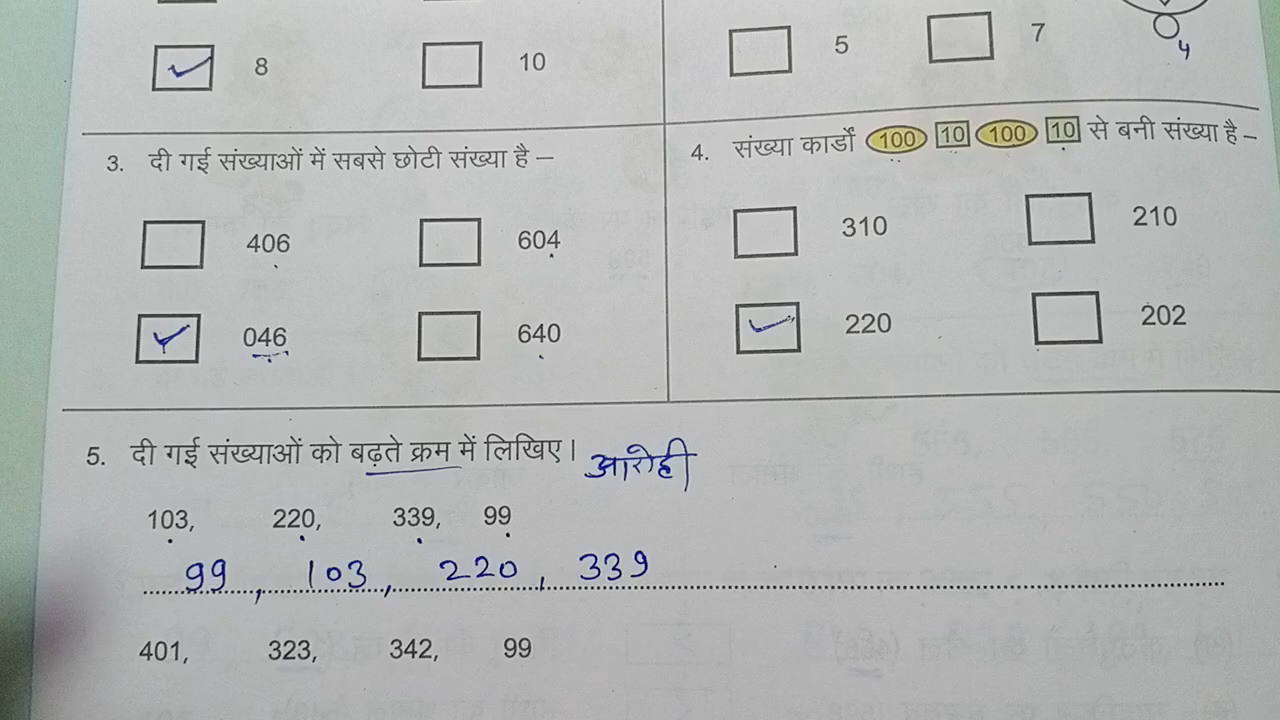 8 10
5 7
4
3. दी गई संख्याओं में सबसे छोटी संख्या है –
406 604
046 640
4. संख्या कार्डों 100 10 100 10 से बनी संख्या है –
310 210
220 202
5. दी गई संख्याओं को बढ़ते क्रम में लिखिए। आरोही
103, 220, 339, 99
99, 103, 220, 339
401, 323, 342, 99